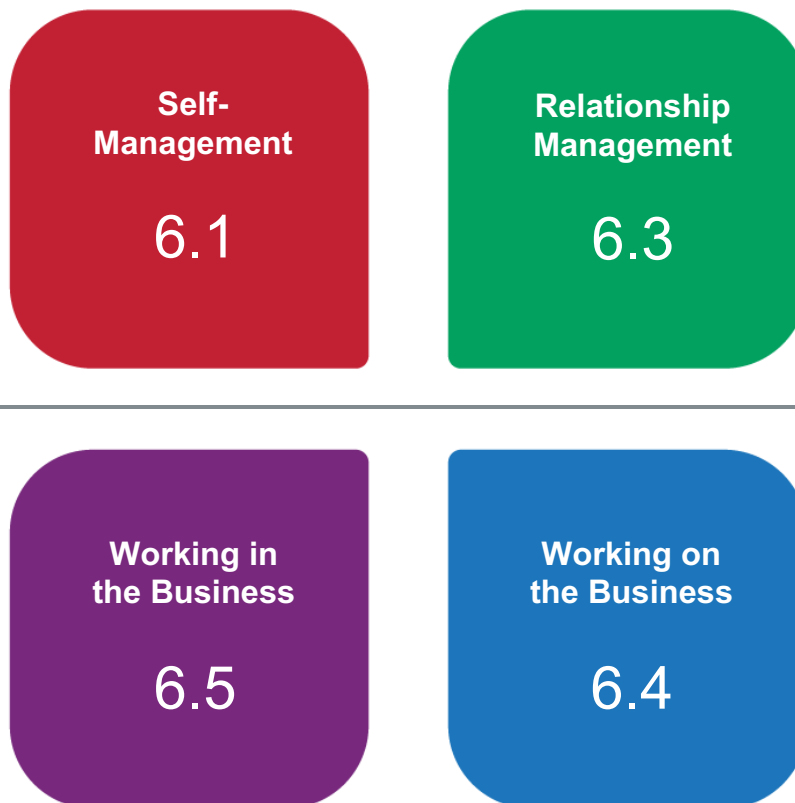 Self-
Management
6.1
Relationship
Management
6.3
Working in
the Business
6.5
Working on
the Business
6.4